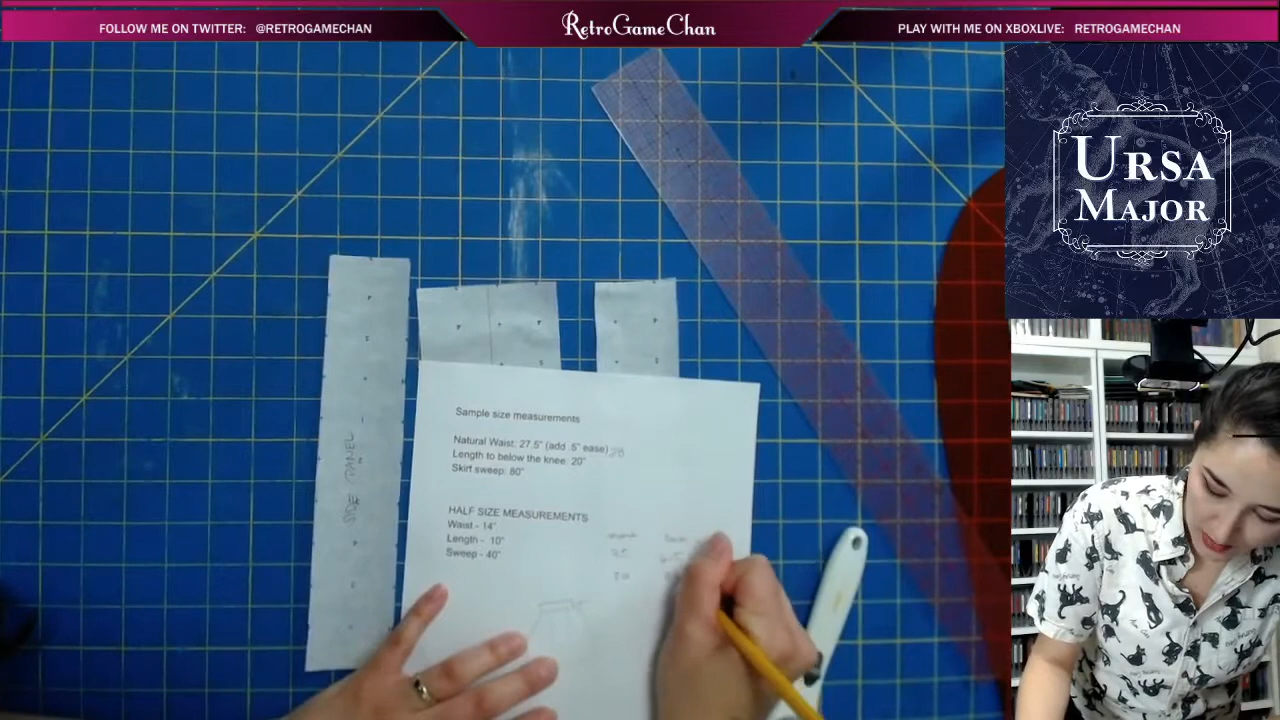 FOLLOW ME ON TWITTER: @RETROGAMECHAN
RetroGameChan
PLAY WITH ME ON XBOXLIVE: RETROGAMECHAN
URSA
MAJOR
SIDE PANEL
Sample size measurements
Natural Waist: 27.5" (add .5" ease) 28
Length to below the knee: 20"
Skirt sweep: 80"
HALF SIZE MEASUREMENTS
Waist - 14"
Length - 10"
Sweep - 40"